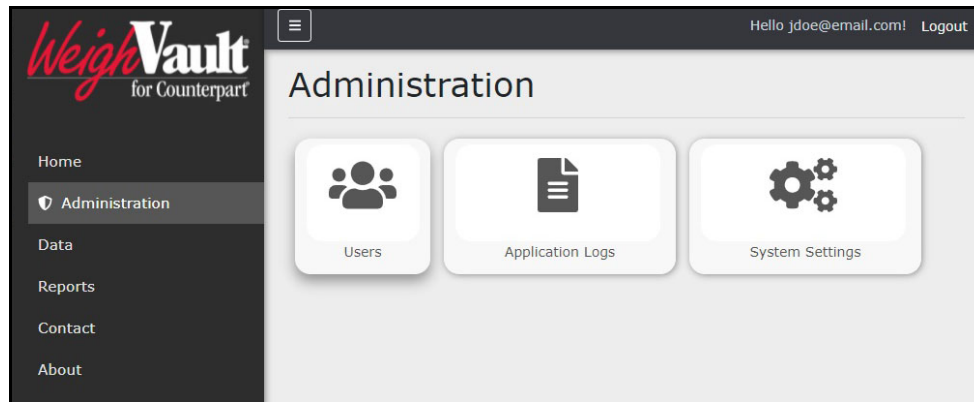 WeighVault
for Counterpart®
Hello jdoe@email.com! Logout
Administration
Home
Administration
Data
Reports
Contact
About
Users
Application Logs
System Settings